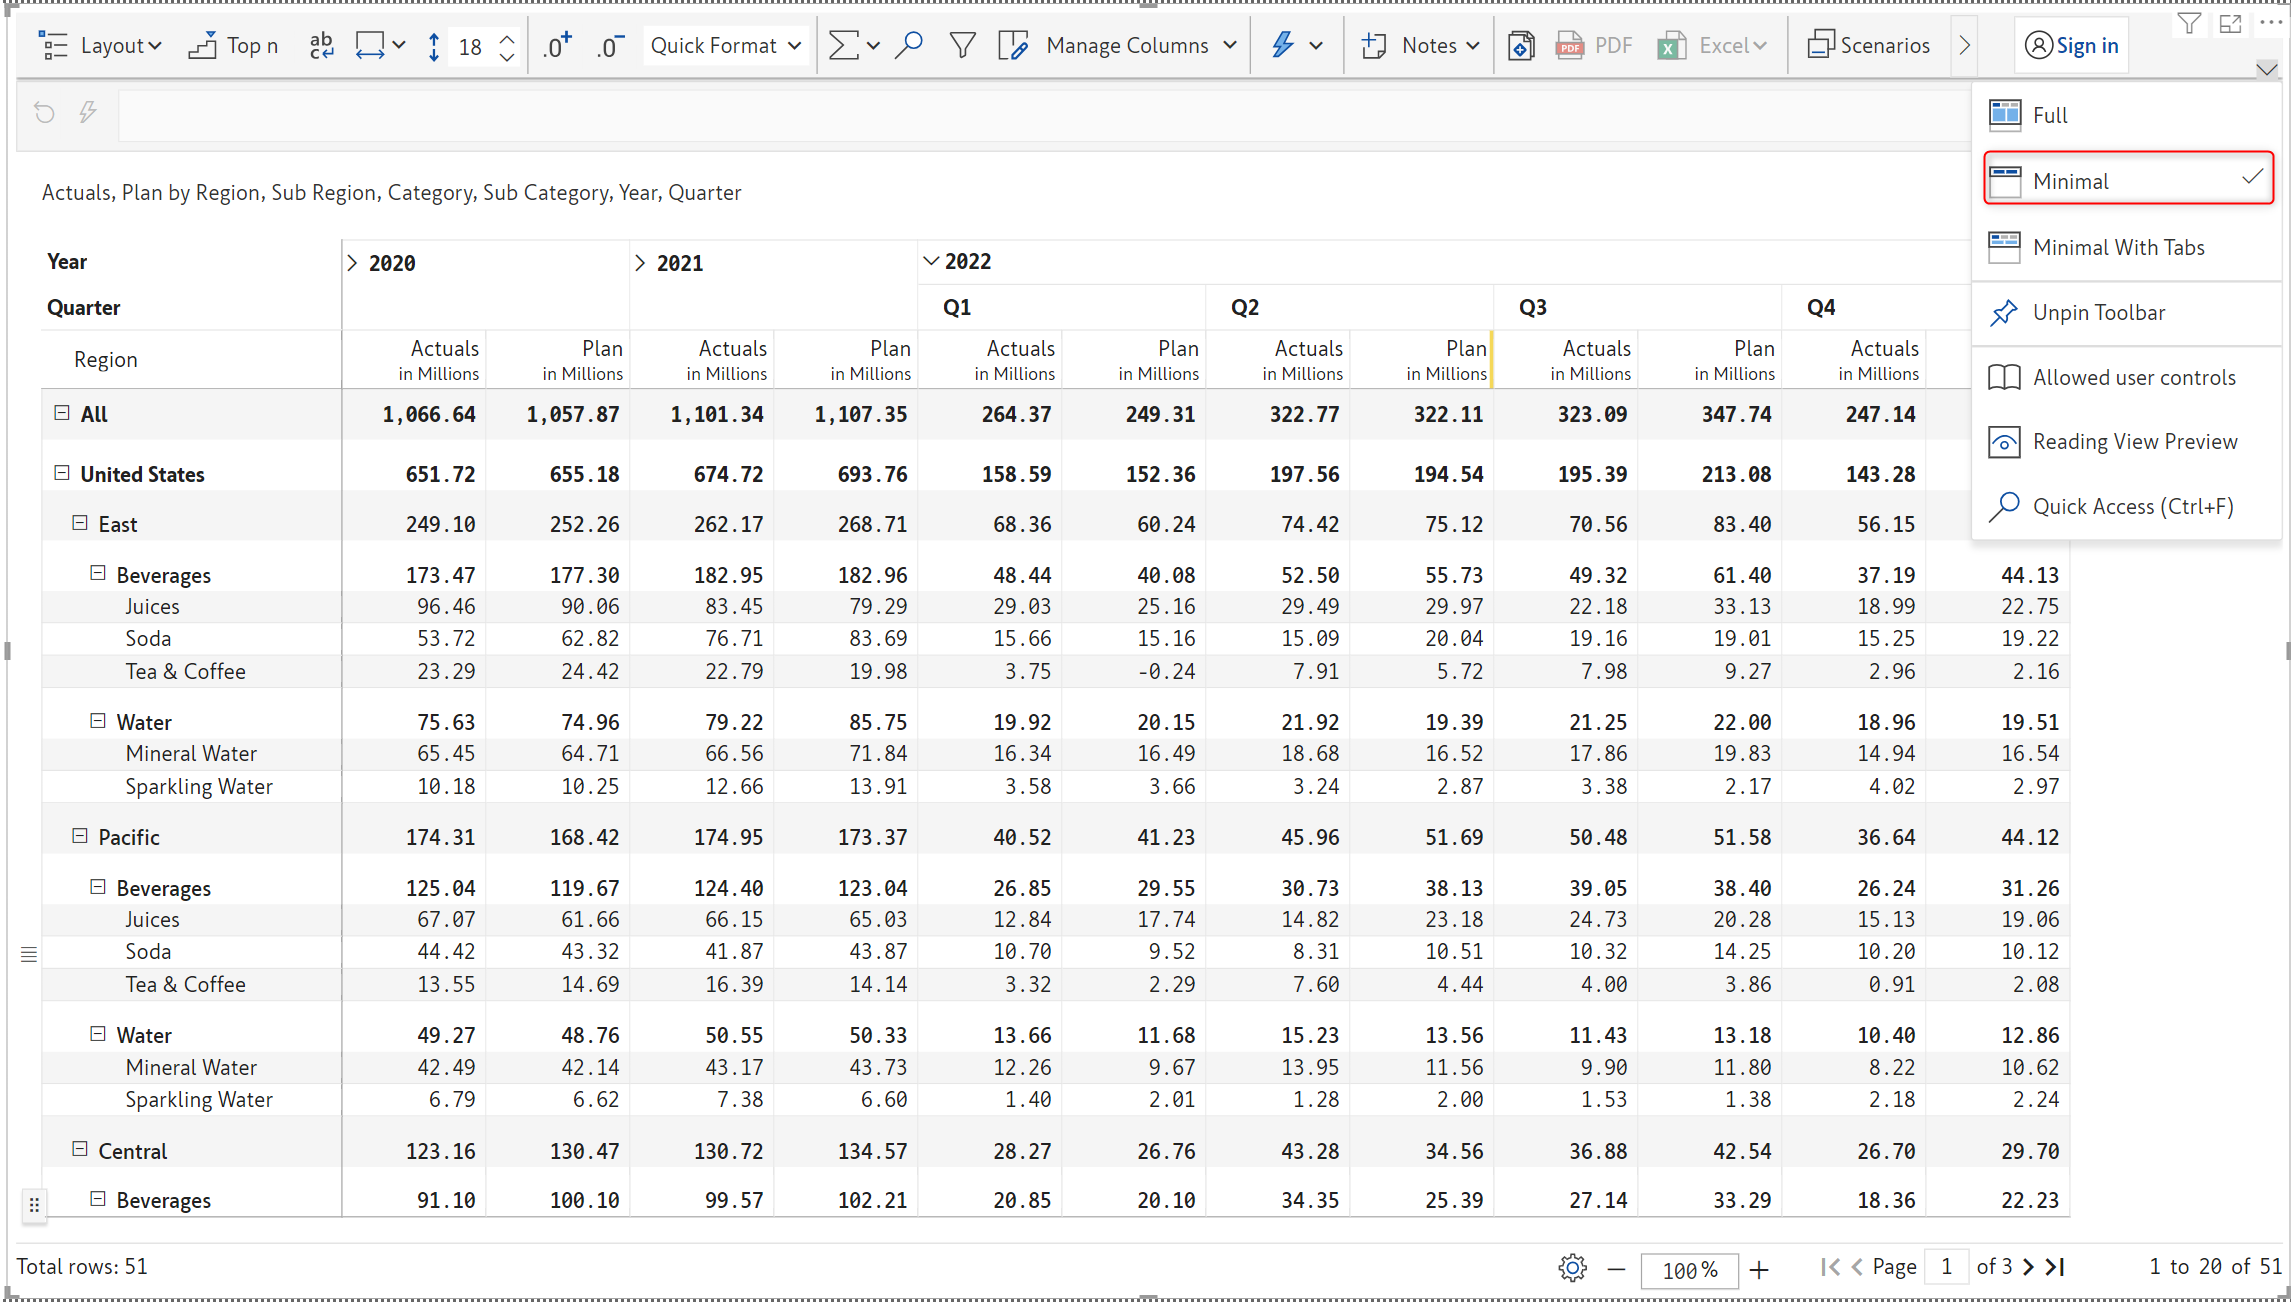 Layout Top n abc 18 .0+ .0− Quick Format Manage Columns Notes PDF PDF X Excel Scenarios Sign in
Full
Minimal
Minimal With Tabs
Unpin Toolbar
Allowed user controls
Reading View Preview
Quick Access (Ctrl+F)
Actuals, Plan by Region, Sub Region, Category, Sub Category, Year, Quarter
Year 2020 2021 2022
Quarter Q1 Q2 Q3 Q4
Region Actuals Plan Actuals Plan Actuals Plan Actuals Plan Actuals Plan Actuals
in Millions in Millions in Millions in Millions in Millions in Millions in Millions in Millions in Millions in Millions in Millions
All 1,066.64 1,057.87 1,101.34 1,107.35 264.37 249.31 322.77 322.11 323.09 347.74 247.14
United States 651.72 655.18 674.72 693.76 158.59 152.36 197.56 194.54 195.39 213.08 143.28
East 249.10 252.26 262.17 268.71 68.36 60.24 74.42 75.12 70.56 83.40 56.15
Beverages 173.47 177.30 182.95 182.96 48.44 40.08 52.50 55.73 49.32 61.40 37.19 44.13
Juices 96.46 90.06 83.45 79.29 29.03 25.16 29.49 29.97 22.18 33.13 18.99 22.75
Soda 53.72 62.82 76.71 83.69 15.66 15.16 15.09 20.04 19.16 19.01 15.25 19.22
Tea & Coffee 23.29 24.42 22.79 19.98 3.75 -0.24 7.91 5.72 7.98 9.27 2.96 2.16
Water 75.63 74.96 79.22 85.75 19.92 20.15 21.92 19.39 21.25 22.00 18.96 19.51
Mineral Water 65.45 64.71 66.56 71.84 16.34 16.49 18.68 16.52 17.86 19.83 14.94 16.54
Sparkling Water 10.18 10.25 12.66 13.91 3.58 3.66 3.24 2.87 3.38 2.17 4.02 2.97
Pacific 174.31 168.42 174.95 173.37 40.52 41.23 45.96 51.69 50.48 51.58 36.64 44.12
Beverages 125.04 119.67 124.40 123.04 26.85 29.55 30.73 38.13 39.05 38.40 26.24 31.26
Juices 67.07 61.66 66.15 65.03 12.84 17.74 14.82 23.18 24.73 20.28 15.13 19.06
Soda 44.42 43.32 41.87 43.87 10.70 9.52 8.31 10.51 10.32 14.25 10.20 10.12
Tea & Coffee 13.55 14.69 16.39 14.14 3.32 2.29 7.60 4.44 4.00 3.86 0.91 2.08
Water 49.27 48.76 50.55 50.33 13.66 11.68 15.23 13.56 11.43 13.18 10.40 12.86
Mineral Water 42.49 42.14 43.17 43.73 12.26 9.67 13.95 11.56 9.90 11.80 8.22 10.62
Sparkling Water 6.79 6.62 7.38 6.60 1.40 2.01 1.28 2.00 1.53 1.38 2.18 2.24
Central 123.16 130.47 130.72 134.57 28.27 26.76 43.28 34.56 36.88 42.54 26.70 29.70
Beverages 91.10 100.10 99.57 102.21 20.85 20.10 34.35 25.39 27.14 33.29 18.36 22.23
Total rows: 51 100% Page 1 of 3 1 to 20 of 51